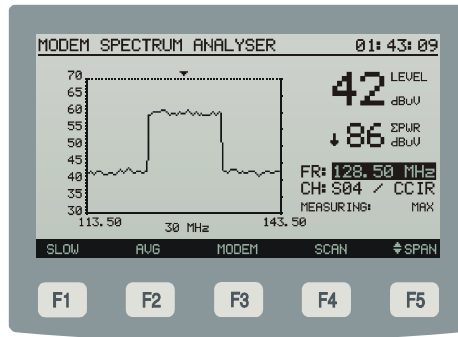 MODEM SPECTRUM ANALYSER 01:43:09
70
65
60
55
50
45
40
35
30
113.50 30 MHz 143.50
42 LEVEL dBuV
↓86 ΣPWR dBuV
FR: 128.50 MHz
CH: S04 / CCIR
MEASURING: MAX
SLOW AVG MODEM SCAN ♦SPAN
F1 F2 F3 F4 F5